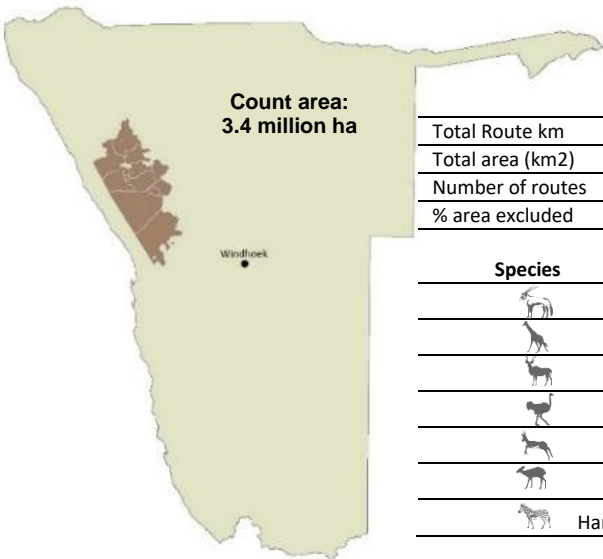 Count area:
3.4 million ha
Total Route km
Total area (km2)
Number of routes
% area excluded
Windhoek
Species
Har